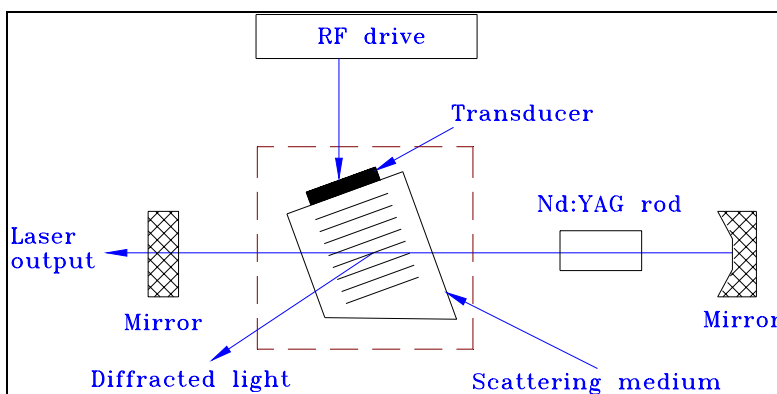 RF drive
Transducer
Nd:YAG rod
Laser
output
Mirror
Mirror
Diffracted light
Scattering medium